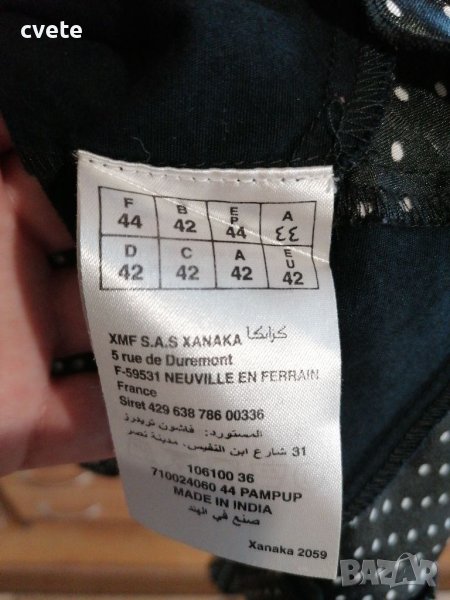 cvete
F B EP A
44 42 44 ٤٤
D C A EU
42 42 42 42
XMF S.A.S XANAKA كزانكا
5 rue de Duremont
F-59531 NEUVILLE EN FERRAIN
France
Siret 429 638 786 00336
المستورد: فاشون تريدرز
31 شارع ابن النفيس، مدينة نصر
106100 36
710024060 44 PAMPUP
MADE IN INDIA
صنع في الهند
Xanaka 2059
BAZAR